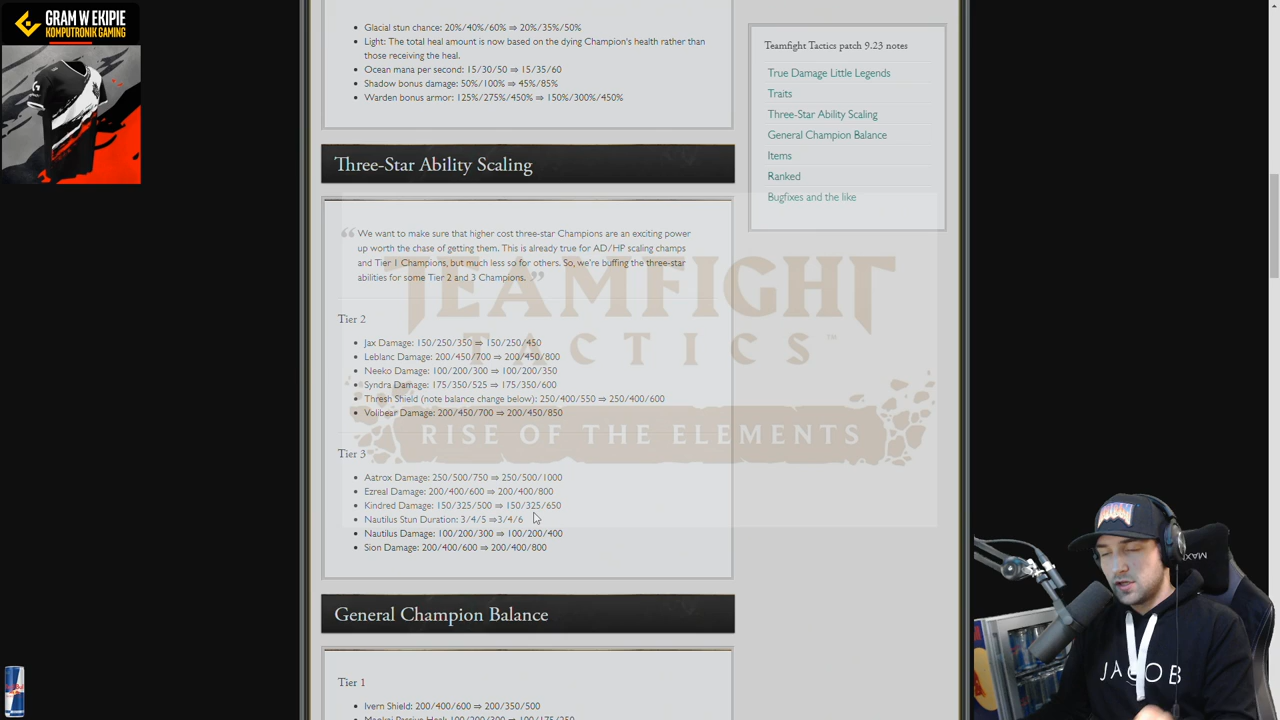 GRAM W EKIPIE
KOMPUTRONIK GAMING
Glacial stun chance: 20%/40%/60% ⇒ 20%/35%/50%
Light: The total heal amount is now based on the dying Champion's health rather than
those receiving the heal.
Ocean mana per second: 15/30/50 ⇒ 15/35/60
Shadow bonus damage: 50%/100% ⇒ 45%/85%
Warden bonus armor: 125%/275%/450% ⇒ 150%/300%/450%
Three-Star Ability Scaling
We want to make sure that higher cost three-star Champions are an exciting power
up worth the chase of getting them. This is already true for AD/HP scaling champs
and Tier 1 Champions, but much less so for others. So, we're buffing the three-star
abilities for some Tier 2 and 3 Champions.
Tier 2
Jax Damage: 150/250/350 ⇒ 150/250/450
Leblanc Damage: 200/450/700 ⇒ 200/450/800
Neeko Damage: 100/200/300 ⇒ 100/200/350
Syndra Damage: 175/350/525 ⇒ 175/350/600
Thresh Shield (note balance change below): 250/400/550 ⇒ 250/400/600
Volibear Damage: 200/450/700 ⇒ 200/450/850
Tier 3
Aatrox Damage: 250/500/750 ⇒ 250/500/1000
Ezreal Damage: 200/400/600 ⇒ 200/400/800
Kindred Damage: 150/325/500 ⇒ 150/325/650
Nautilus Stun Duration: 3/4/5 ⇒3/4/6
Nautilus Damage: 100/200/300 ⇒ 100/200/400
Sion Damage: 200/400/600 ⇒ 200/400/800
General Champion Balance
Tier 1
Ivern Shield: 200/400/600 ⇒ 200/350/500
Teamfight Tactics patch 9.23 notes
True Damage Little Legends
Traits
Three-Star Ability Scaling
General Champion Balance
Items
Ranked
Bugfixes and the like
TEAMFIGHT
TACTICS™
RISE OF THE ELEMENTS
JACOB